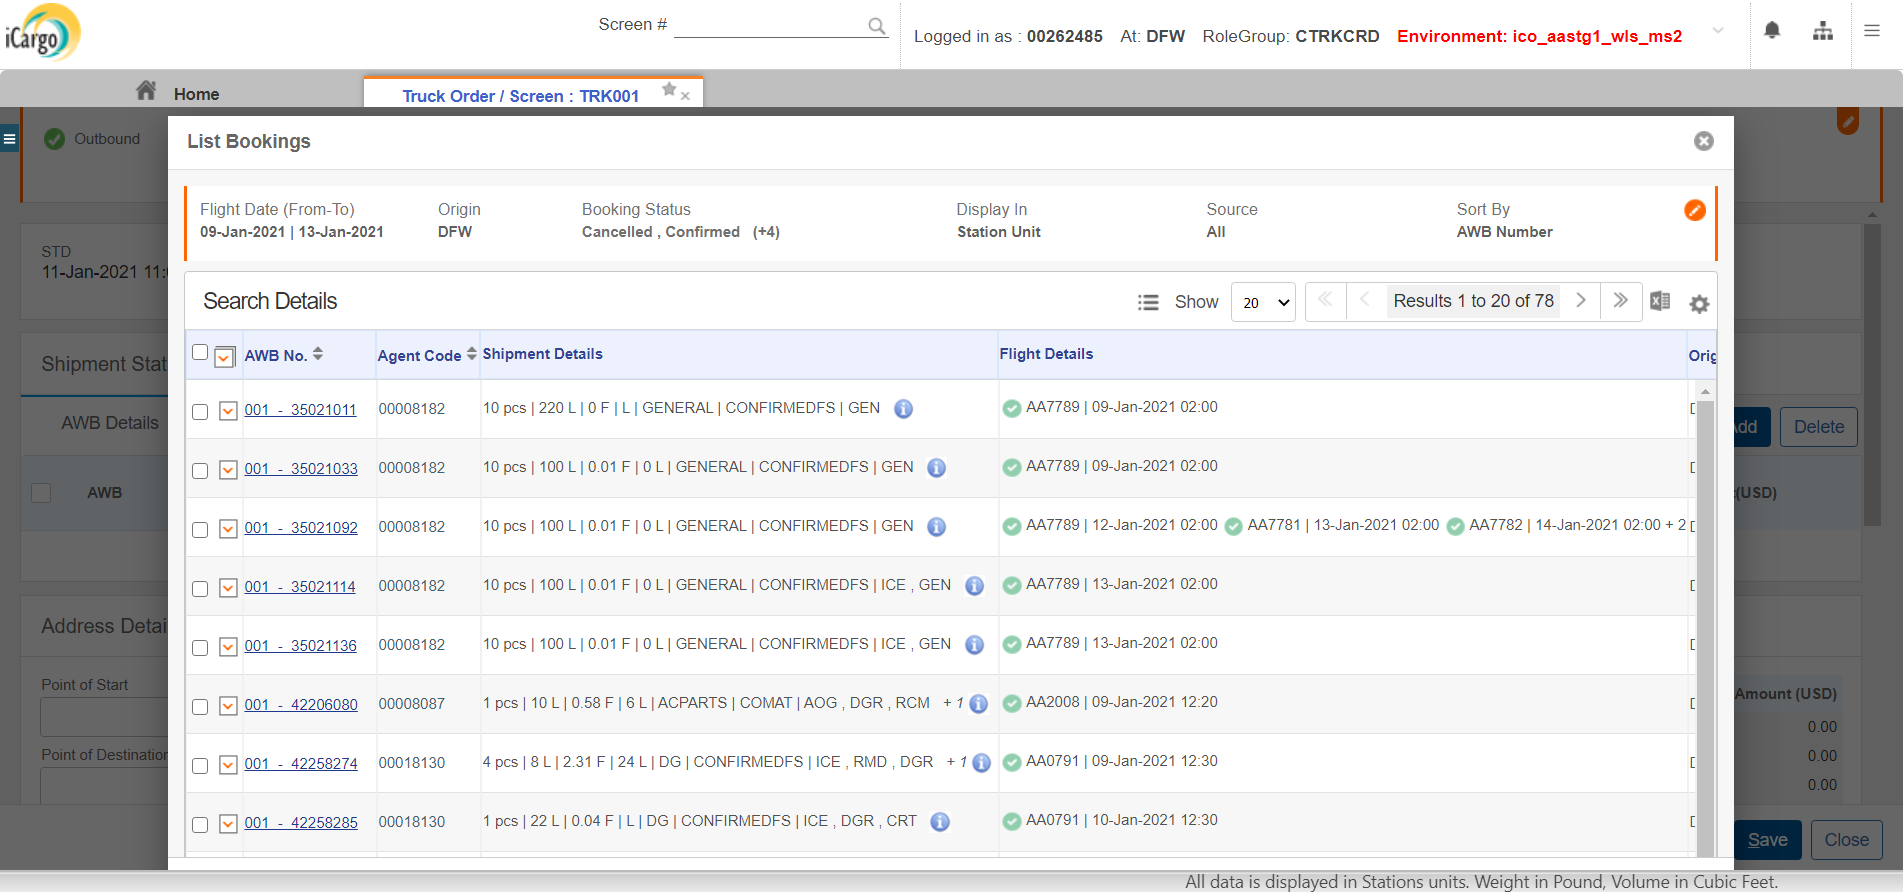 iCargo
Screen #
Logged in as : 00262485 At: DFW RoleGroup: CTRKCRD Environment: ico_aastg1_wls_ms2
Home
Truck Order / Screen : TRK001
Outbound
List Bookings
Flight Date (From-To) Origin Booking Status Display In Source Sort By
09-Jan-2021 | 13-Jan-2021 DFW Cancelled , Confirmed (+4) Station Unit All AWB Number
STD
11-Jan-2021 11:
Search Details
Show 20 Results 1 to 20 of 78
AWB No. Agent Code Shipment Details Flight Details Orig
Shipment Stat
001 - 35021011 00008182 10 pcs | 220 L | 0 F | L | GENERAL | CONFIRMEDFS | GEN AA7789 | 09-Jan-2021 02:00
AWB Details
Add Delete
001 - 35021033 00008182 10 pcs | 100 L | 0.01 F | 0 L | GENERAL | CONFIRMEDFS | GEN AA7789 | 09-Jan-2021 02:00
AWB
(USD)
001 - 35021092 00008182 10 pcs | 100 L | 0.01 F | 0 L | GENERAL | CONFIRMEDFS | GEN AA7789 | 12-Jan-2021 02:00 AA7781 | 13-Jan-2021 02:00 AA7782 | 14-Jan-2021 02:00 + 2
001 - 35021114 00008182 10 pcs | 100 L | 0.01 F | 0 L | GENERAL | CONFIRMEDFS | ICE , GEN AA7789 | 13-Jan-2021 02:00
Address Detai
001 - 35021136 00008182 10 pcs | 100 L | 0.01 F | 0 L | GENERAL | CONFIRMEDFS | ICE , GEN AA7789 | 13-Jan-2021 02:00
Point of Start
Amount (USD)
001 - 42206080 00008087 1 pcs | 10 L | 0.58 F | 6 L | ACPARTS | COMAT | AOG , DGR , RCM + 1 AA2008 | 09-Jan-2021 12:20
0.00
Point of Destination
0.00
001 - 42258274 00018130 4 pcs | 8 L | 2.31 F | 24 L | DG | CONFIRMEDFS | ICE , RMD , DGR + 1 AA0791 | 09-Jan-2021 12:30
0.00
001 - 42258285 00018130 1 pcs | 22 L | 0.04 F | L | DG | CONFIRMEDFS | ICE , DGR , CRT AA0791 | 10-Jan-2021 12:30
Save Close
All data is displayed in Stations units. Weight in Pound, Volume in Cubic Feet.